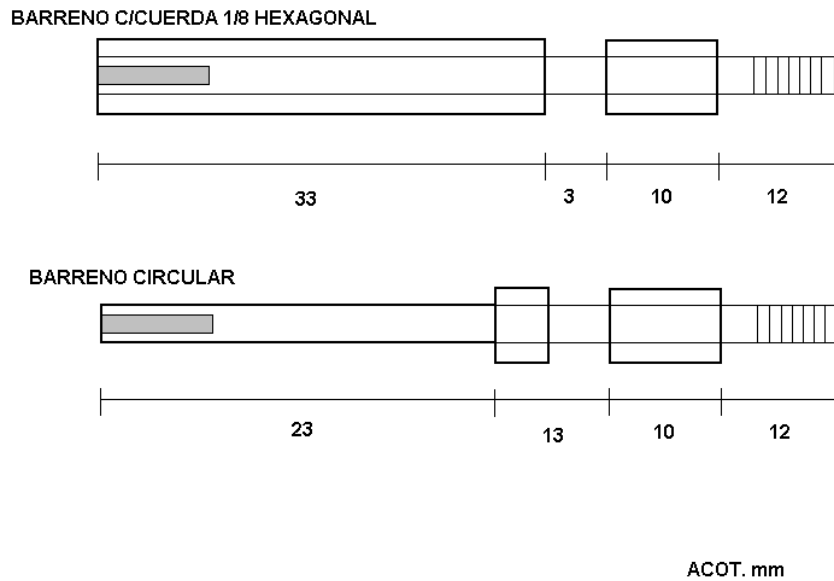 BARRENO C/CUERDA 1/8 HEXAGONAL
33 3 10 12
BARRENO CIRCULAR
23 13 10 12
ACOT. mm